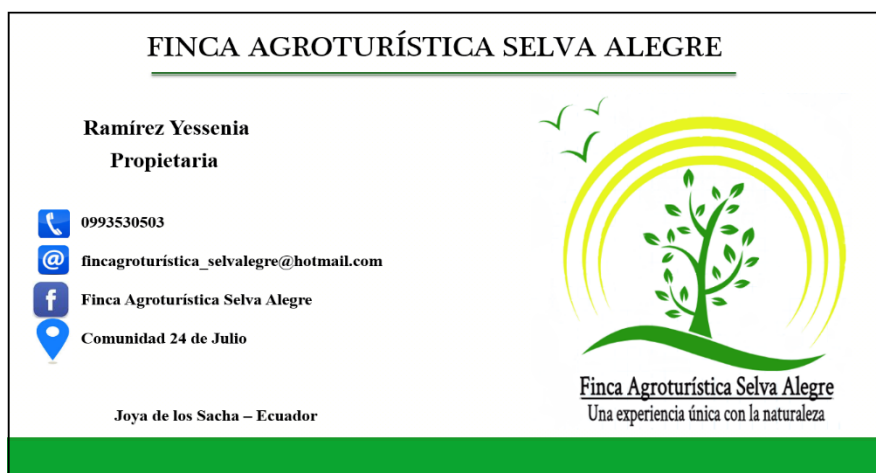 FINCA AGROTURÍSTICA SELVA ALEGRE
Ramírez Yessenia
Propietaria
0993530503
fincagroturística_selvalegre@hotmail.com
Finca Agroturística Selva Alegre
Comunidad 24 de Julio
Joya de los Sacha – Ecuador
Finca Agroturística Selva Alegre
Una experiencia única con la naturaleza